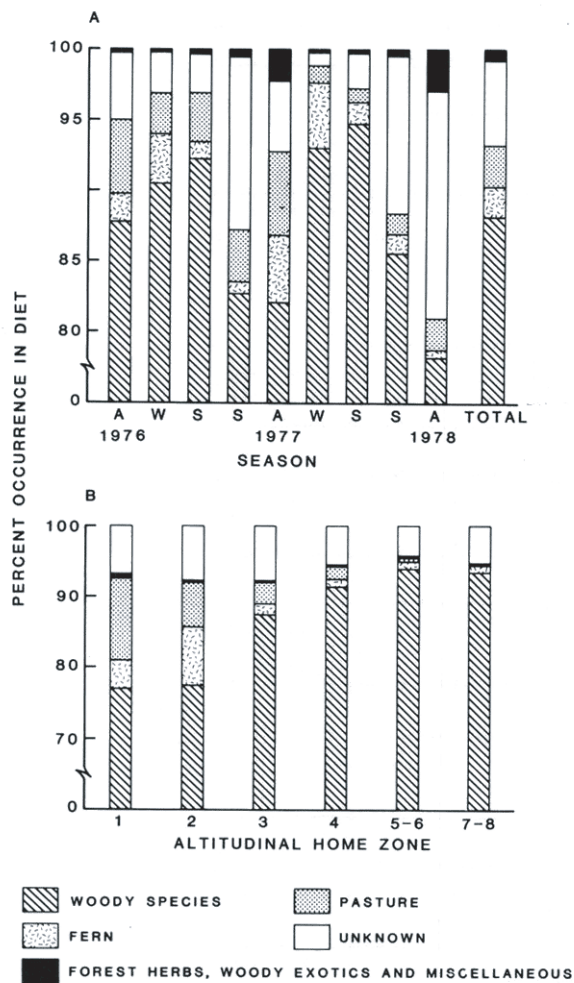 A
100
95
85
80
0
A W S S A W S S A TOTAL
1976 1977 1978
SEASON
PERCENT OCCURRENCE IN DIET
B
100
90
80
70
0
1 2 3 4 5-6 7-8
ALTITUDINAL HOME ZONE
WOODY SPECIES PASTURE
FERN UNKNOWN
FOREST HERBS, WOODY EXOTICS AND MISCELLANEOUS